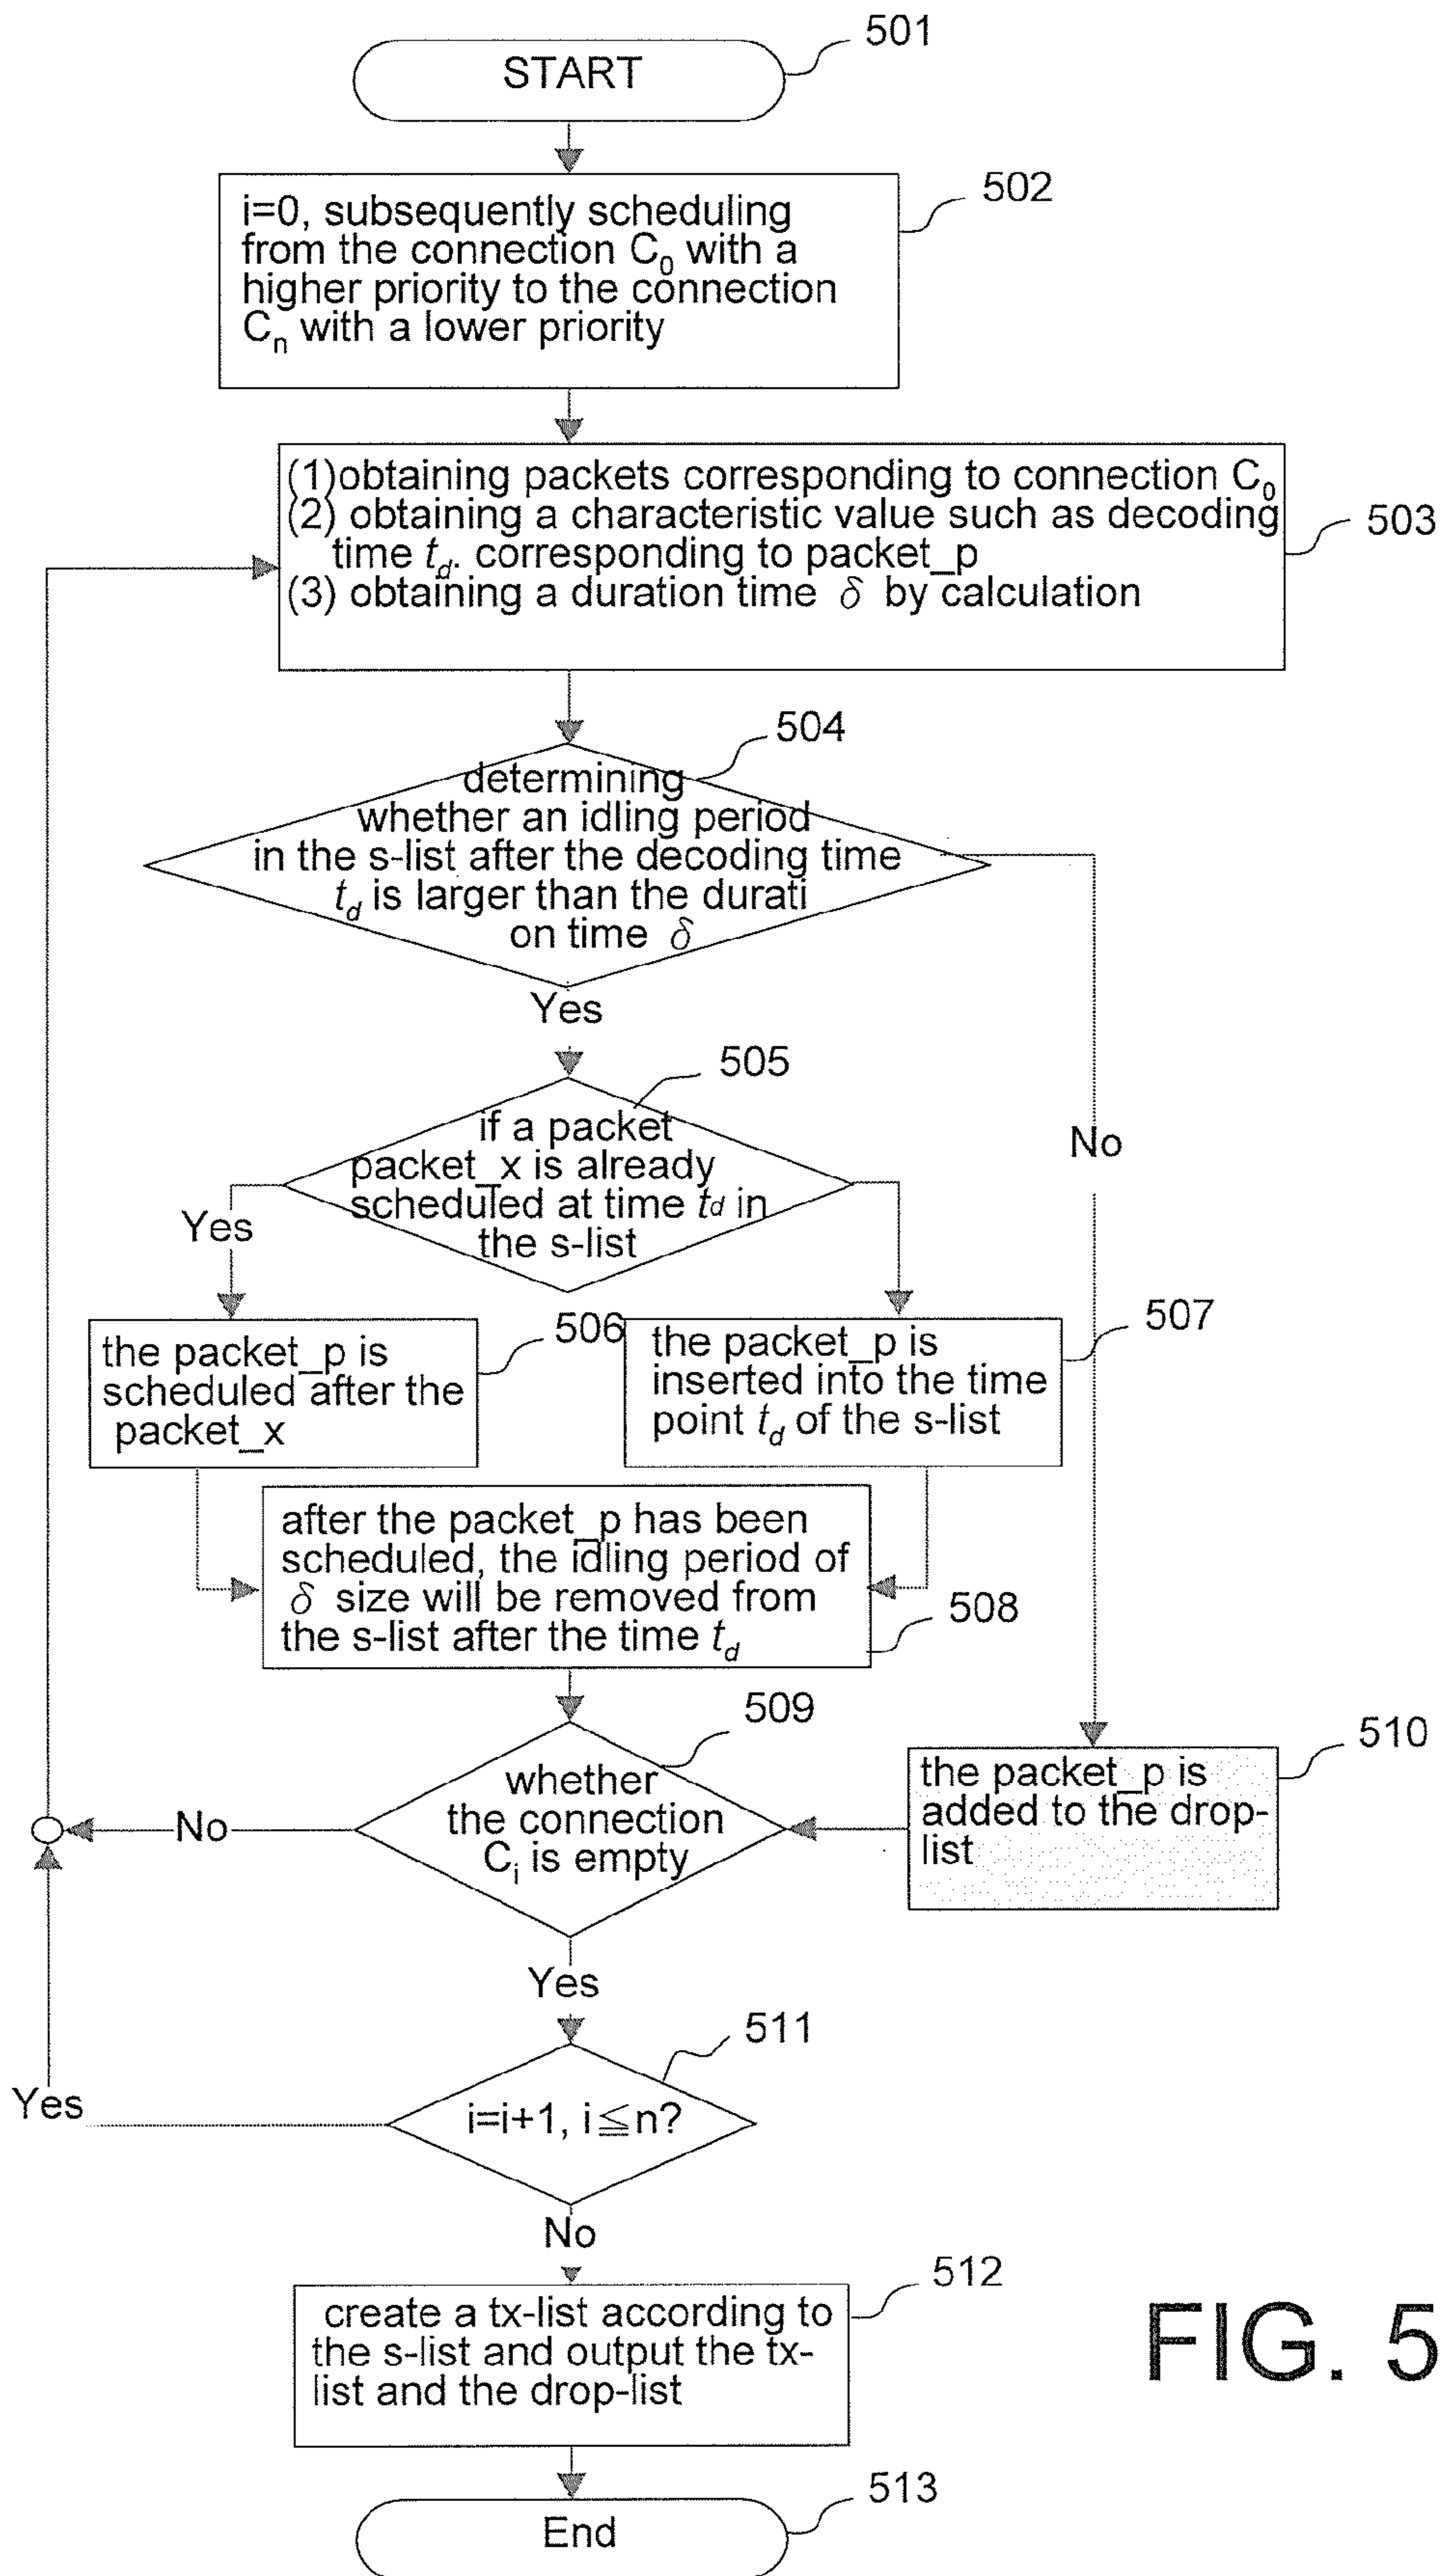 START
501
i=0, subsequently scheduling
from the connection C0 with a
higher priority to the connection
Cn with a lower priority
502
(1)obtaining packets corresponding to connection C0
(2) obtaining a characteristic value such as decoding
time td. corresponding to packet_p
(3) obtaining a duration time δ by calculation
503
504
determining
whether an idling period
in the s-list after the decoding time
td is larger than the durati
on time δ
Yes
No
505
if a packet
packet_x is already
scheduled at time td in
the s-list
Yes
the packet_p is
scheduled after the
packet_x
506
the packet_p is
inserted into the time
point td of the s-list
507
after the packet_p has been
scheduled, the idling period of
δ size will be removed from
the s-list after the time td
508
509
whether
the connection
Ci is empty
No
the packet_p is
added to the drop-
list
510
Yes
511
i=i+1, i≦n?
Yes
No
create a tx-list according to
the s-list and output the tx-
list and the drop-list
512
End
513
FIG. 5